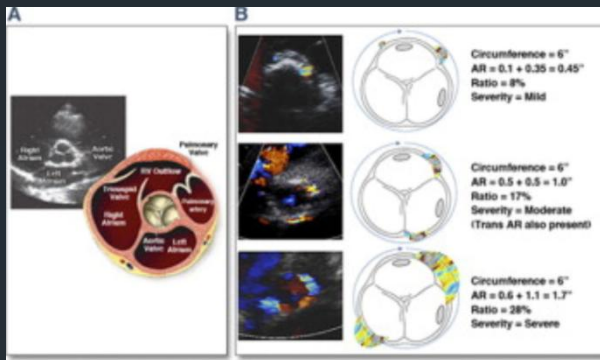 A
B
Right
Atrium
Aortic
Valve
Left
Atrium
Pulmonary
Valve
RV Outflow
Tricuspid
Valve
Pulmonary
artery
Right
Atrium
Aortic
Valve
Left
Atrium
Circumference = 6"
AR = 0.1 + 0.35 = 0.45"
Ratio = 8%
Severity = Mild
Circumference = 6"
AR = 0.5 + 0.5 = 1.0"
Ratio = 17%
Severity = Moderate
(Trans AR also present)
Circumference = 6"
AR = 0.6 + 1.1 = 1.7"
Ratio = 28%
Severity = Severe